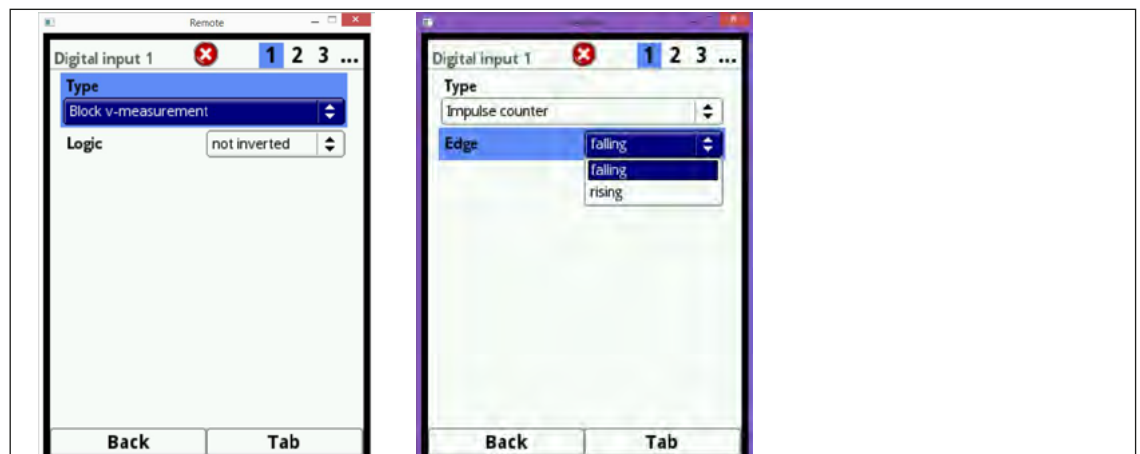 Remote
Digital input 1 1 2 3 ...
Type
Block v-measurement
Logic not inverted
Back Tab
Digital input 1 1 2 3 ...
Type
Impulse counter
Edge falling
falling
rising
Back Tab